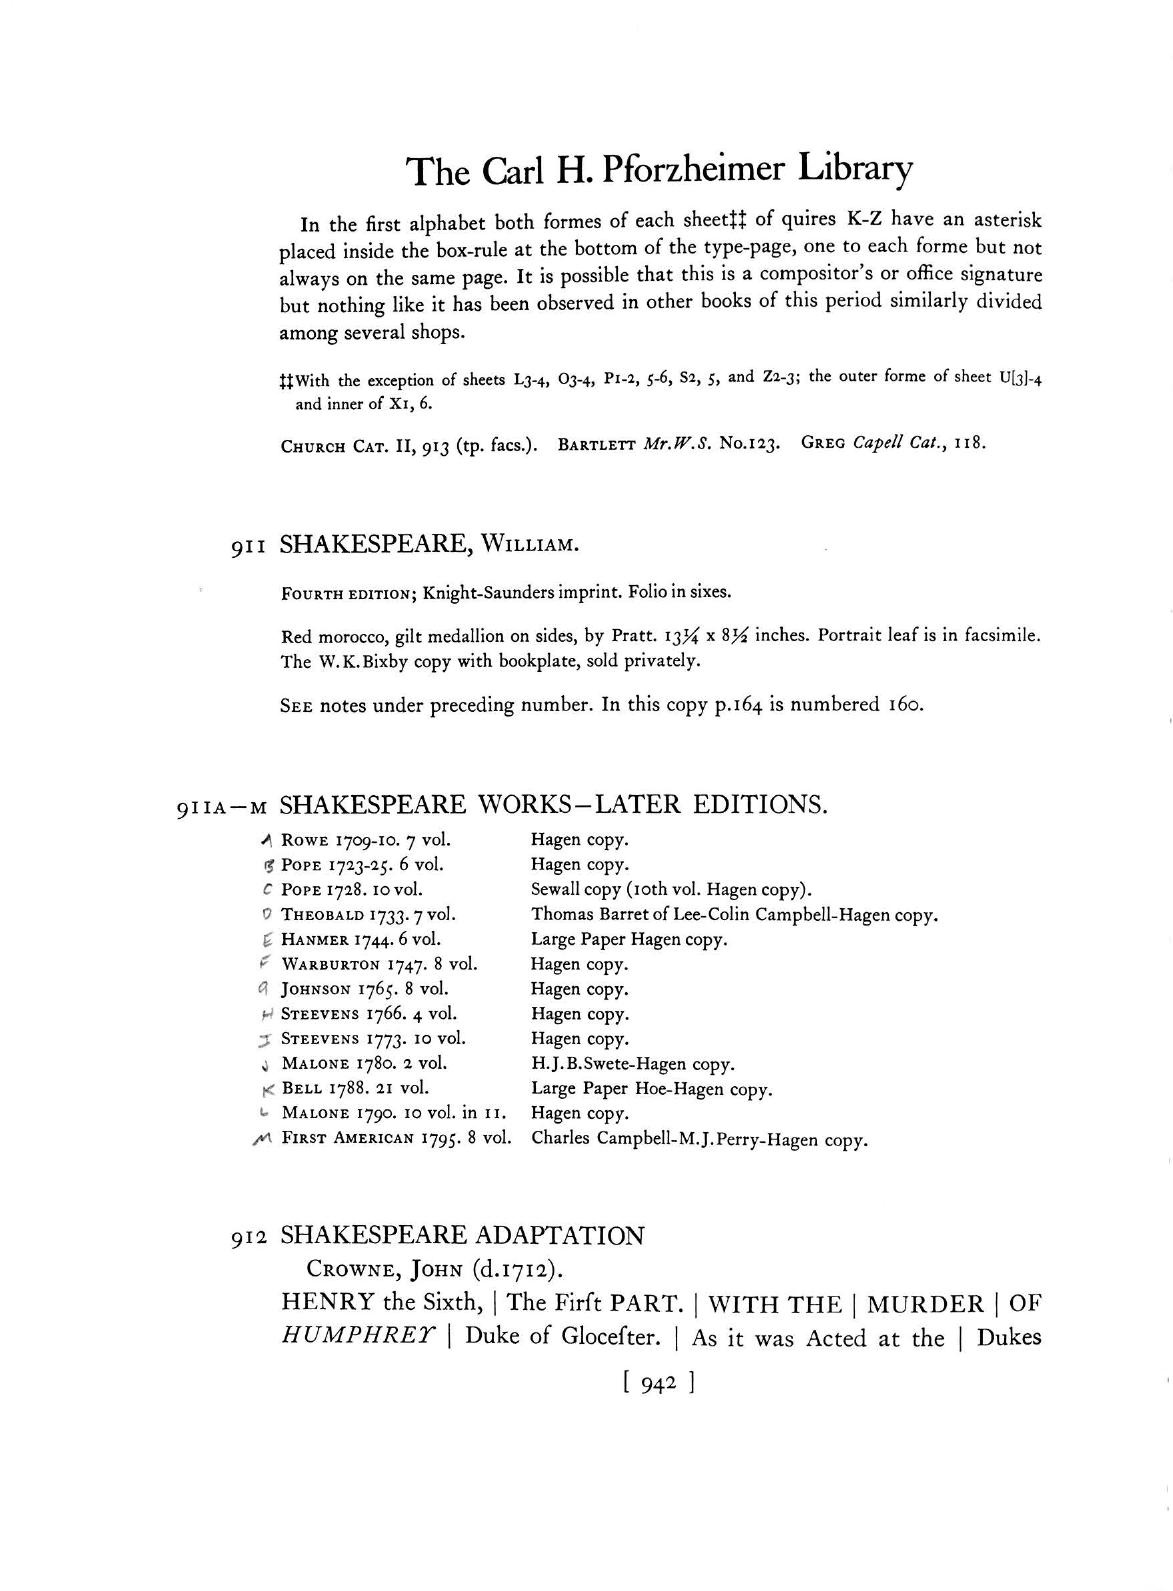 The Carl H. Pforzheimer Library
In the first alphabet both formes of each sheet‡‡ of quires K-Z have an asterisk
placed inside the box-rule at the bottom of the type-page, one to each forme but not
always on the same page. It is possible that this is a compositor's or office signature
but nothing like it has been observed in other books of this period similarly divided
among several shops.
‡‡With the exception of sheets L3-4, O3-4, P1-2, 5-6, S2, 5, and Z2-3; the outer forme of sheet U[3]-4
and inner of X1, 6.
CHURCH CAT. II, 913 (tp. facs.). BARTLETT Mr.W.S. No.123. GREG Capell Cat., 118.
911 SHAKESPEARE, WILLIAM.
FOURTH EDITION; Knight-Saunders imprint. Folio in sixes.
Red morocco, gilt medallion on sides, by Pratt. 13¼ x 8½ inches. Portrait leaf is in facsimile.
The W.K.Bixby copy with bookplate, sold privately.
SEE notes under preceding number. In this copy p.164 is numbered 160.
911A–M SHAKESPEARE WORKS–LATER EDITIONS.
A ROWE 1709-10. 7 vol. Hagen copy.
B POPE 1723-25. 6 vol. Hagen copy.
C POPE 1728. 10 vol. Sewall copy (10th vol. Hagen copy).
D THEOBALD 1733. 7 vol. Thomas Barret of Lee-Colin Campbell-Hagen copy.
E HANMER 1744. 6 vol. Large Paper Hagen copy.
F WARBURTON 1747. 8 vol. Hagen copy.
G JOHNSON 1765. 8 vol. Hagen copy.
H STEEVENS 1766. 4 vol. Hagen copy.
I STEEVENS 1773. 10 vol. Hagen copy.
J MALONE 1780. 2 vol. H.J.B.Swete-Hagen copy.
K BELL 1788. 21 vol. Large Paper Hoe-Hagen copy.
L MALONE 1790. 10 vol. in 11. Hagen copy.
M FIRST AMERICAN 1795. 8 vol. Charles Campbell-M.J.Perry-Hagen copy.
912 SHAKESPEARE ADAPTATION
CROWNE, JOHN (d.1712).
HENRY the Sixth, | The Firſt PART. | WITH THE | MURDER | OF
HUMPHREY | Duke of Gloceſter. | As it was Acted at the | Dukes
[ 942 ]